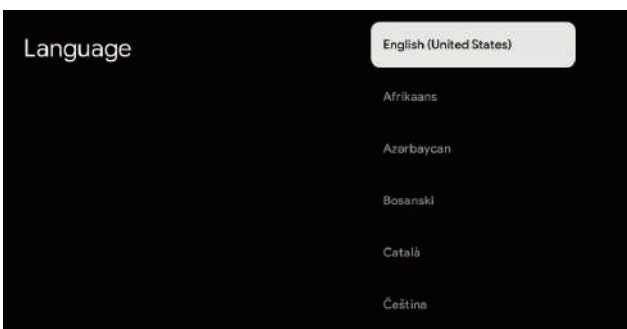 Language
English (United States)
Afrikaans
Azərbaycan
Bosanski
Català
Čeština